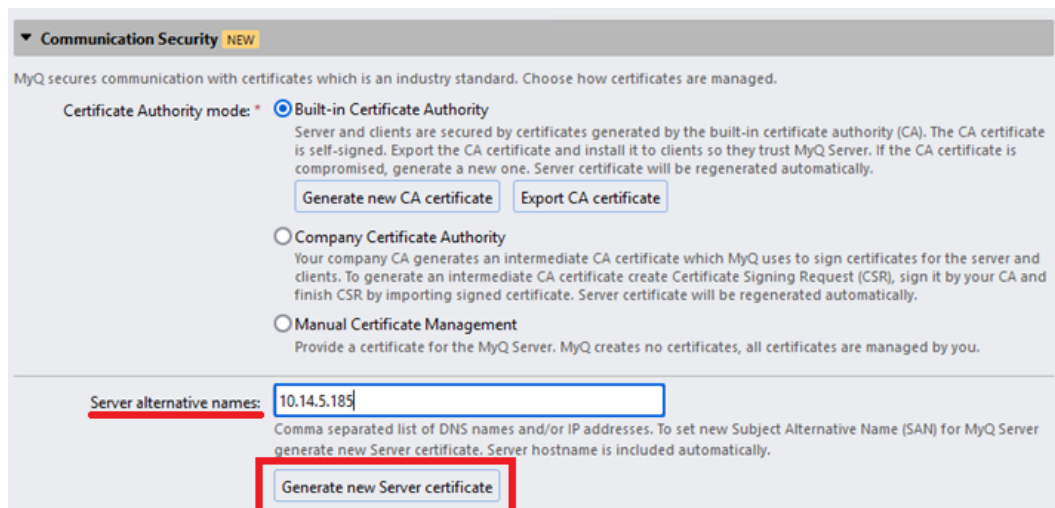 Communication Security NEW
MyQ secures communication with certificates which is an industry standard. Choose how certificates are managed.
Certificate Authority mode: * Built-in Certificate Authority
Server and clients are secured by certificates generated by the built-in certificate authority (CA). The CA certificate
is self-signed. Export the CA certificate and install it to clients so they trust MyQ Server. If the CA certificate is
compromised, generate a new one. Server certificate will be regenerated automatically.
Generate new CA certificate Export CA certificate
Company Certificate Authority
Your company CA generates an intermediate CA certificate which MyQ uses to sign certificates for the server and
clients. To generate an intermediate CA certificate create Certificate Signing Request (CSR), sign it by your CA and
finish CSR by importing signed certificate. Server certificate will be regenerated automatically.
Manual Certificate Management
Provide a certificate for the MyQ Server. MyQ creates no certificates, all certificates are managed by you.
Server alternative names: 10.14.5.185
Comma separated list of DNS names and/or IP addresses. To set new Subject Alternative Name (SAN) for MyQ Server
generate new Server certificate. Server hostname is included automatically.
Generate new Server certificate